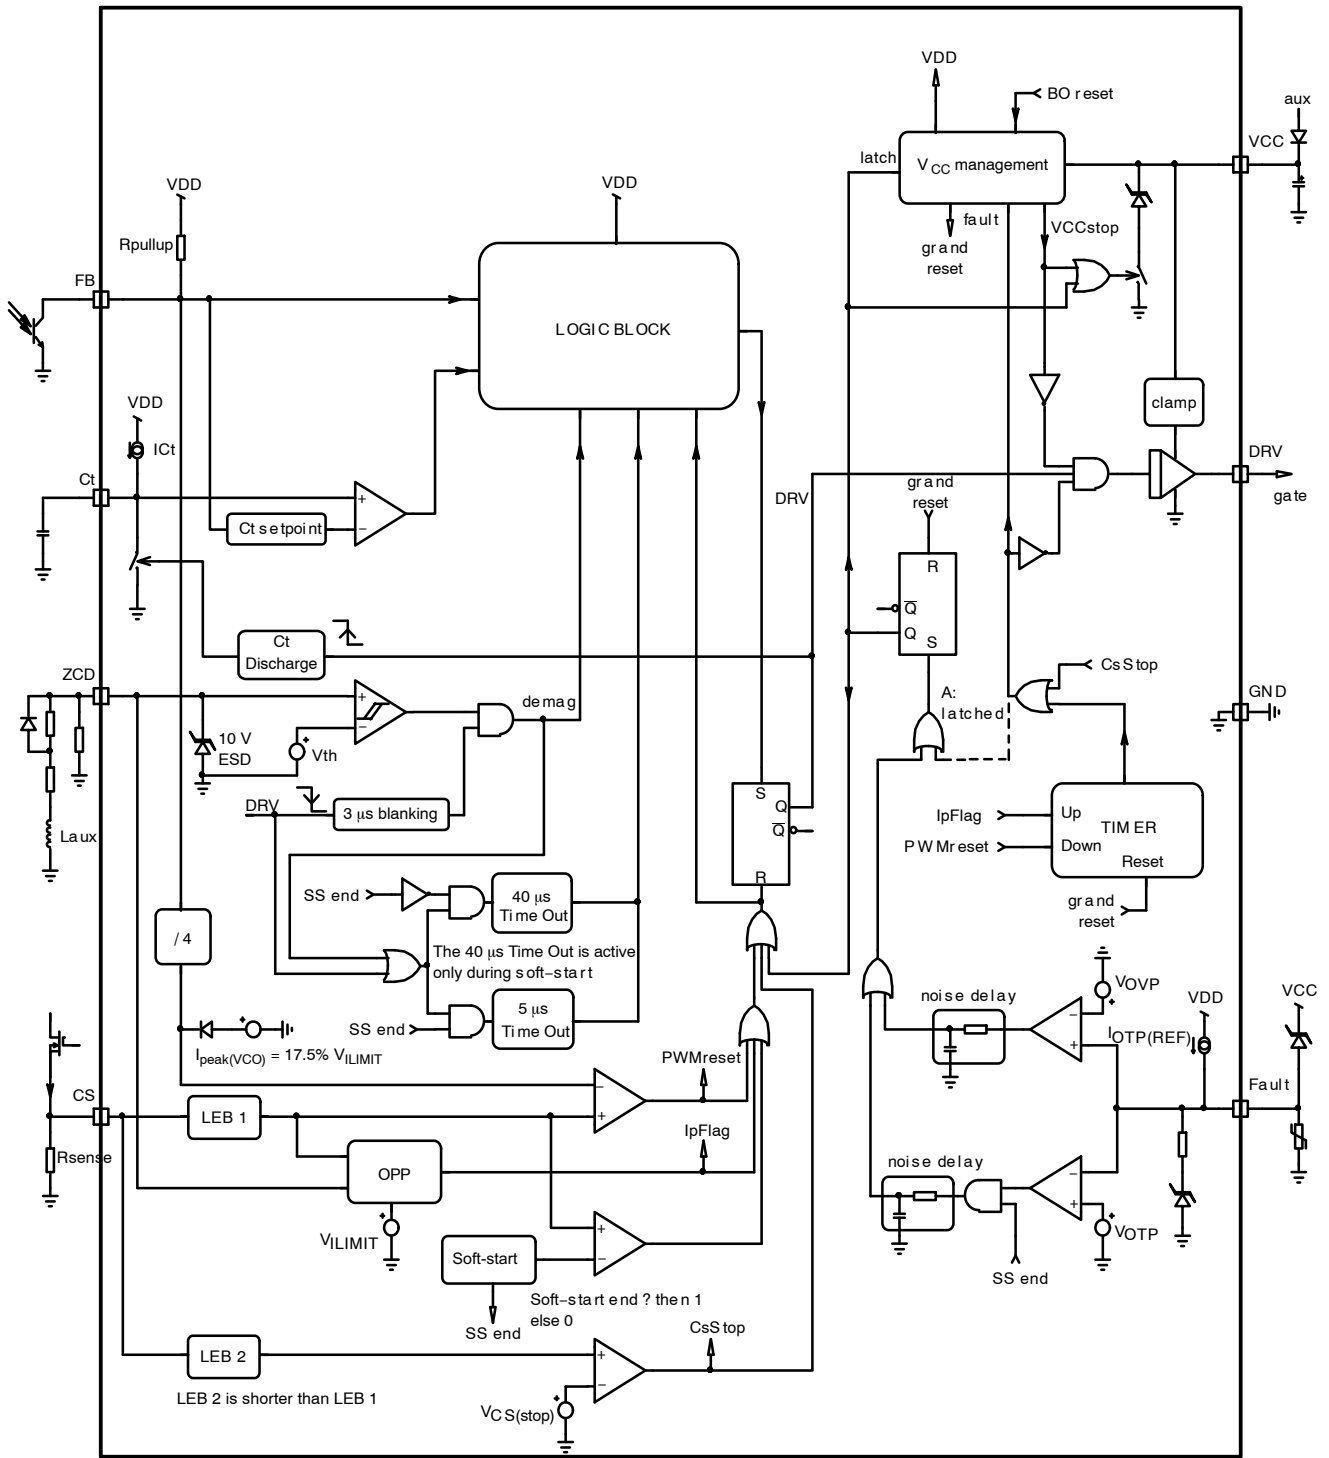 VDD
BO reset
aux
VCC
latch
VCC management
VDD
VDD
fault
VCCstop
grand
reset
Rpullup
FB
LOGIC BLOCK
VDD
clamp
ICt
DRV
Ct
grand
reset
DRV
gate
+
Ct setpoint
−
R
Q
Q
S
Ct
Discharge
CsStop
ZCD
A:
latched
GND
+
demag
−
10 V
ESD
Vth
S
DRV
3 µs blanking
Q
Q
IpFlag
Up
TIMER
Laux
PWMreset
Down
Reset
R
SS end
40 µs
Time Out
grand
reset
/ 4
The 40 µs Time Out is active
only during soft−start
VOVP
VDD
VCC
noise delay
5 µs
Time Out
SS end
−
+
IOTP(REF)
Ipeak(VCO) = 17.5% VILIMIT
PWMreset
−
+
CS
LEB 1
Fault
IpFlag
Rsense
OPP
noise delay
−
+
VILIMIT
+
−
Soft-start
VOTP
SS end
Soft−start end ? then 1
else 0
SS end
CsStop
LEB 2
+
−
LEB 2 is shorter than LEB 1
VCS(stop)